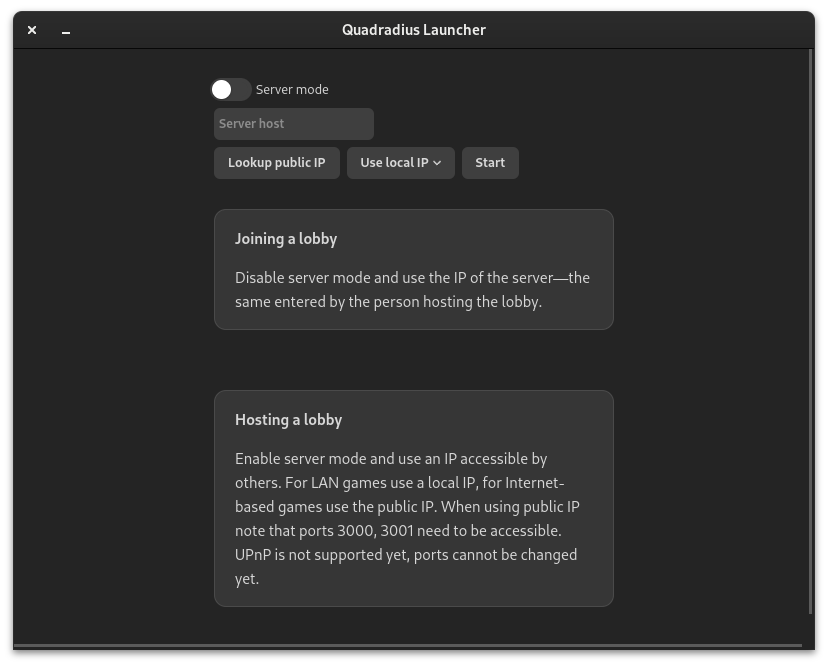 Quadradius Launcher
Server mode
Server host
Lookup public IP
Use local IP
Start
Joining a lobby
Disable server mode and use the IP of the server—the
same entered by the person hosting the lobby.
Hosting a lobby
Enable server mode and use an IP accessible by
others. For LAN games use a local IP, for Internet-
based games use the public IP. When using public IP
note that ports 3000, 3001 need to be accessible.
UPnP is not supported yet, ports cannot be changed
yet.